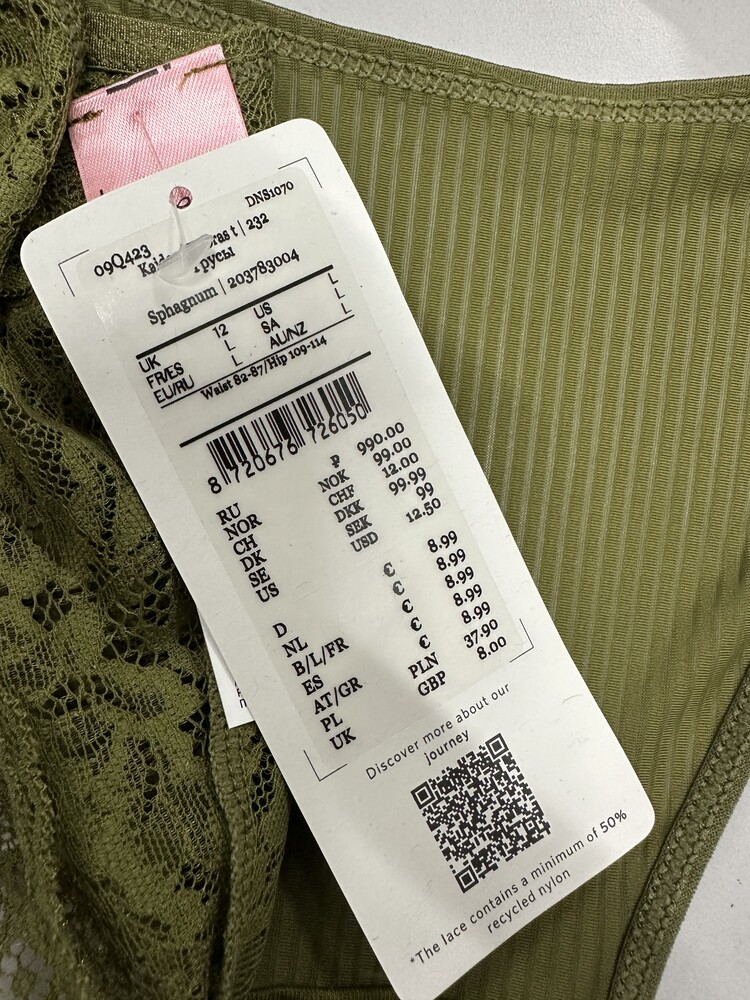 DNS1070
09Q423
232
русы
Sphagnum | 203783004
UK 12 US L
FR/ES L SA L
EU/RU L AU/NZ L
Waist 82-87/Hip 109-114
8 720676 726050
RU ₽ 990.00
NOR NOK 99.00
CH CHF 12.00
DK DKK 99.99
SE SEK 99
US USD 12.50
D € 8.99
NL € 8.99
B/L/FR € 8.99
ES € 8.99
AT/GR € 8.99
PL PLN 37.90
UK GBP 8.00
Discover more about our
journey
*The lace contains a minimum of 50%
recycled nylon